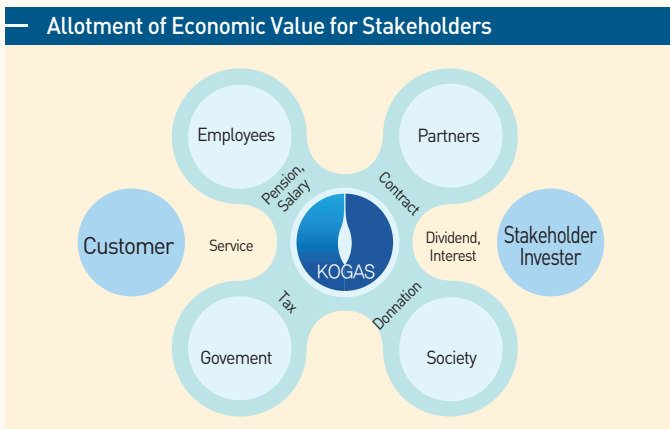 Allotment of Economic Value for Stakeholders
Employees
Partners
Pension,
Salary
Contract
Customer
Service
KOGAS
Dividend,
Interest
Stakeholder
Invester
Tax
Donnation
Govement
Society